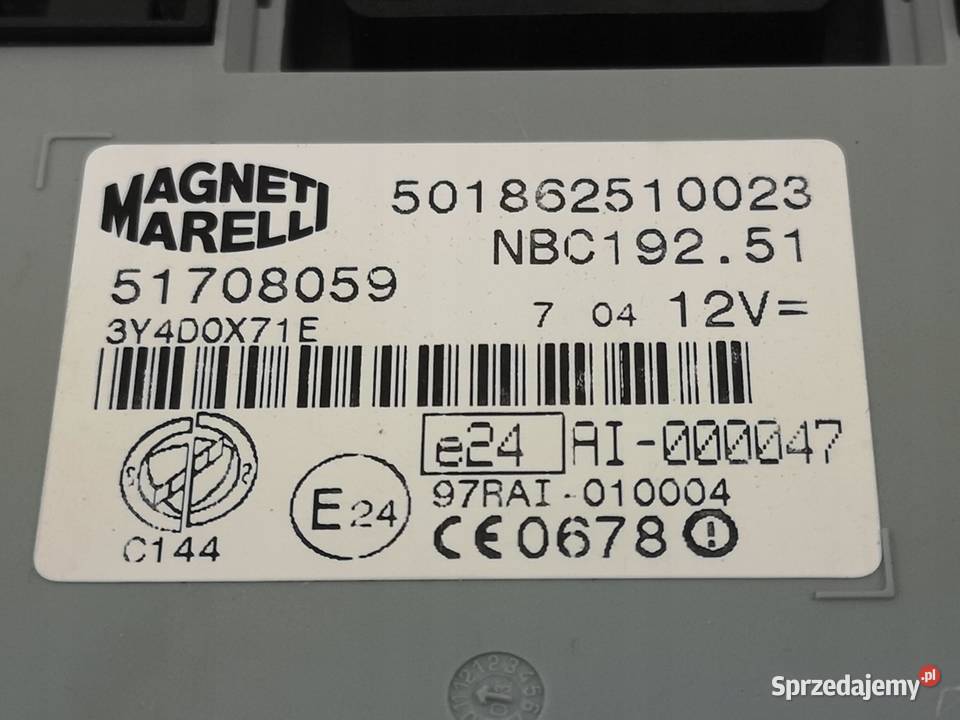 MAGNETI
MARELLI
501862510023
NBC192.51
51708059
7 04 12V=
3Y4D0X71E
e24 AI-000047
E24
97RAI-010004
CE0678
C144
Sprzedajemy.pl